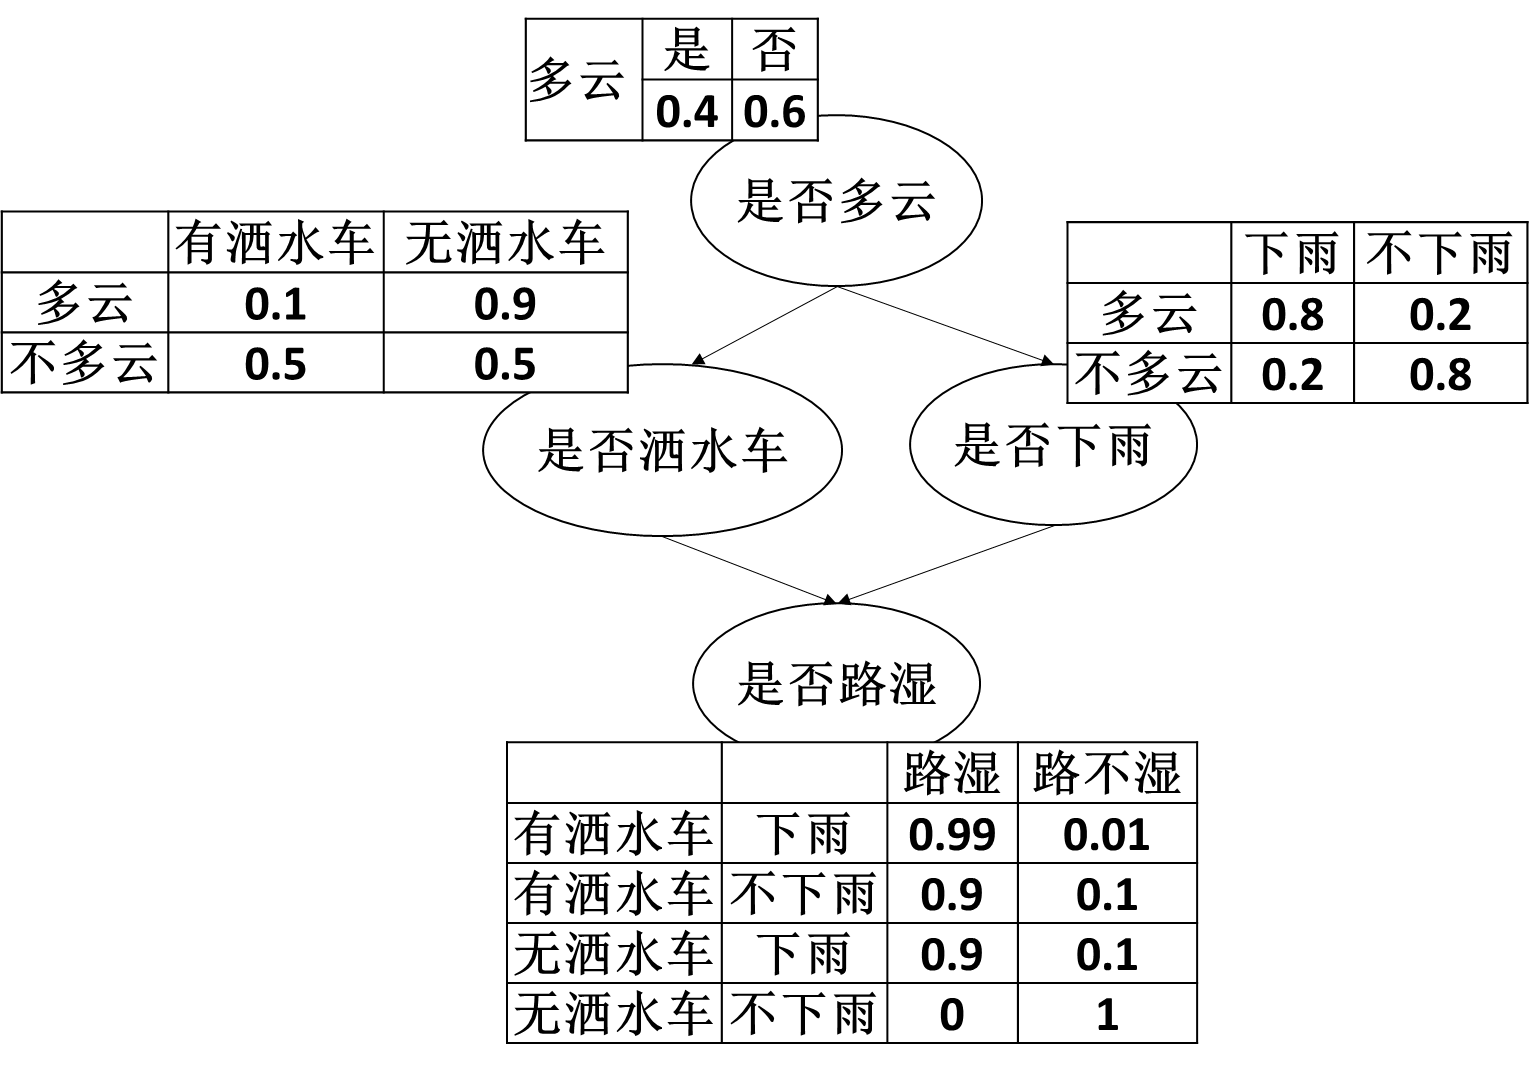 多云 是 否
0.4 0.6
是否多云
有洒水车 无洒水车
多云 0.1 0.9
不多云 0.5 0.5
下雨 不下雨
多云 0.8 0.2
不多云 0.2 0.8
是否洒水车
是否下雨
是否路湿
路湿 路不湿
有洒水车 下雨 0.99 0.01
有洒水车 不下雨 0.9 0.1
无洒水车 下雨 0.9 0.1
无洒水车 不下雨 0 1